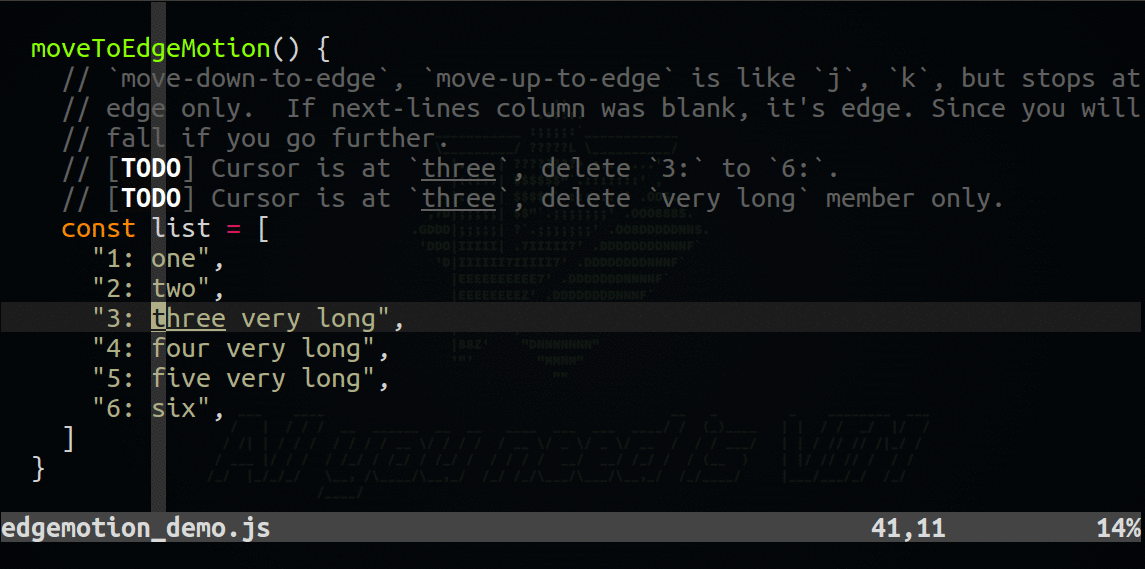 moveToEdgeMotion() {
// `move-down-to-edge`, `move-up-to-edge` is like `j`, `k`, but stops at
// edge only.  If next-lines column was blank, it's edge. Since you will
// fall if you go further.
// [TODO] Cursor is at `three`, delete `3:` to `6:`.
// [TODO] Cursor is at `three`, delete `very long` member only.
const list = [
"1: one",
"2: two",
"3: three very long",
"4: four very long",
"5: five very long",
"6: six",
]
}
edgemotion_demo.js 41,11 14%